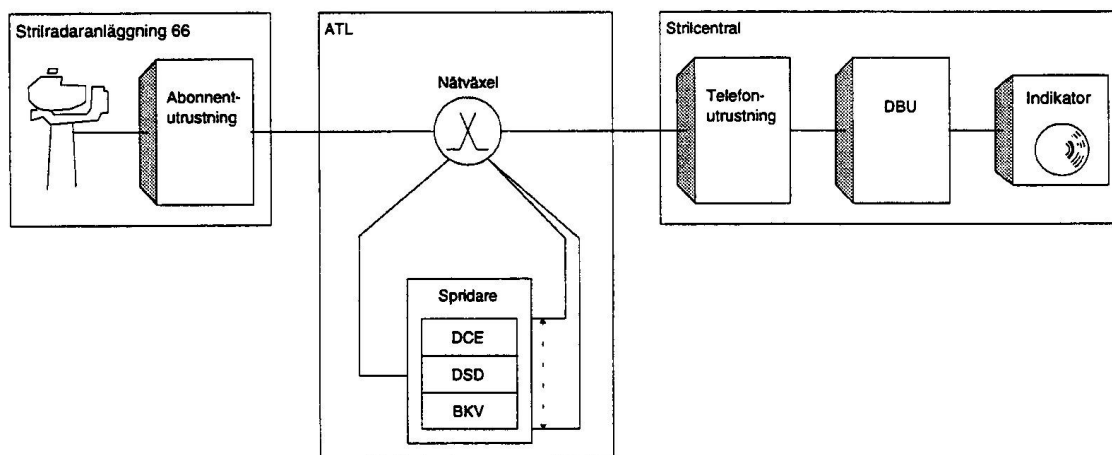 Strilradaranläggning 66
Abonnent-
utrustning
ATL
Nätväxel
Spridare
DCE
DSD
BKV
Strilcentral
Telefon-
utrustning
DBU
Indikator